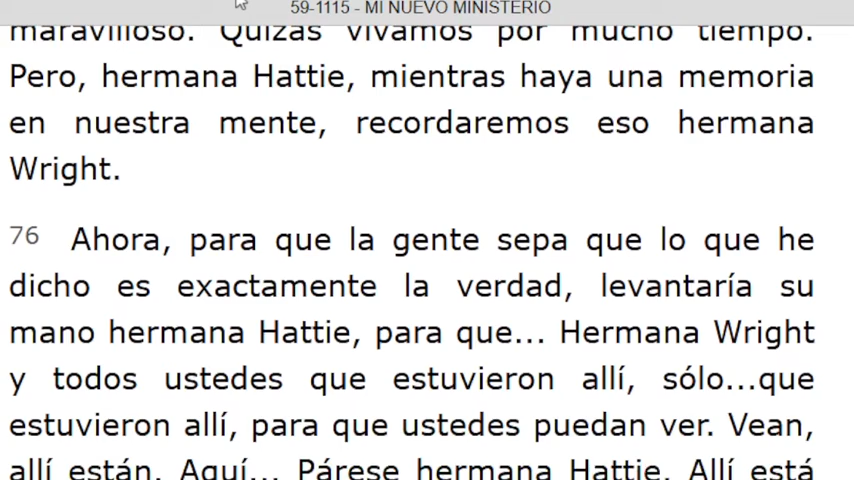 59-1115 - MI NUEVO MINISTERIO
maravilloso. Quizás vivamos por mucho tiempo.
Pero, hermana Hattie, mientras haya una memoria
en nuestra mente, recordaremos eso hermana
Wright.
76 Ahora, para que la gente sepa que lo que he
dicho es exactamente la verdad, levantaría su
mano hermana Hattie, para que... Hermana Wright
y todos ustedes que estuvieron allí, sólo...que
estuvieron allí, para que ustedes puedan ver. Vean,
allí están. Aquí... Párese hermana Hattie. Allí está